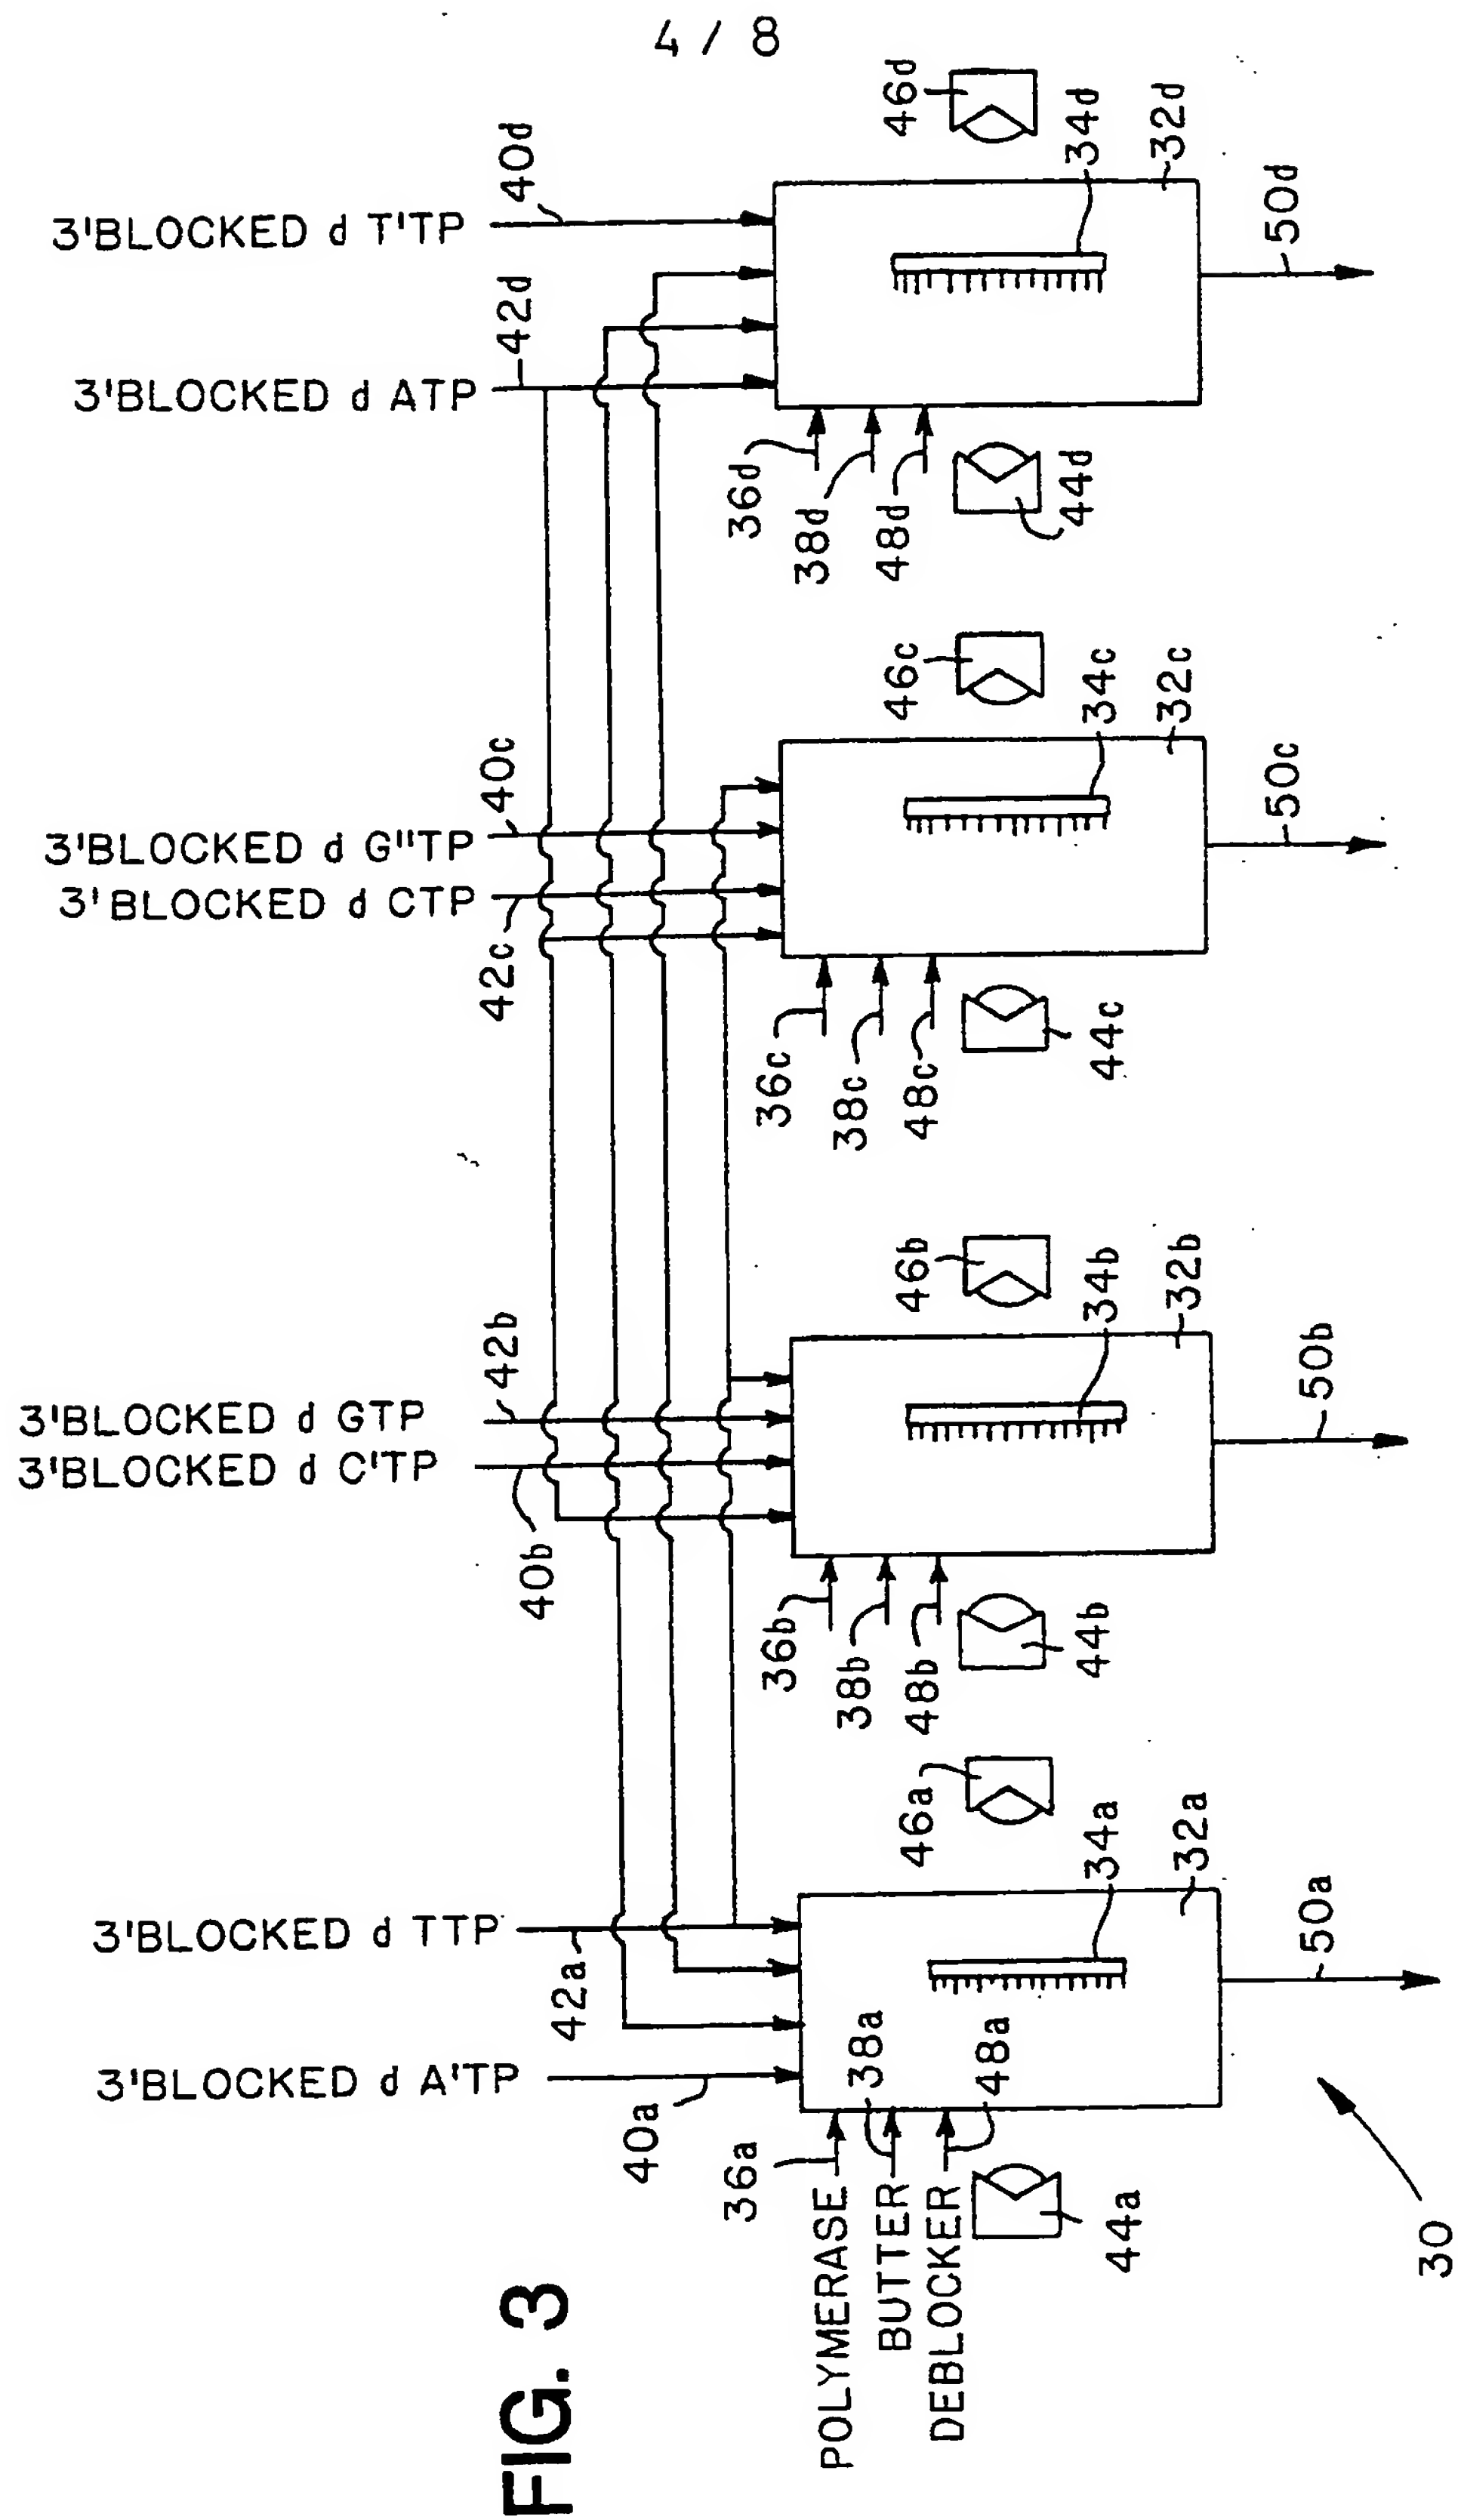 4 / 8
46d
34d
32d
40d
50d
3'BLOCKED d T'TP
42d
3'BLOCKED d ATP
36d
38d
48d
44d
46c
34c
32c
40c
50c
3'BLOCKED d G"TP
3'BLOCKED d CTP
42c
36c
38c
48c
44c
46b
34b
32b
42b
50b
3'BLOCKED d GTP
3'BLOCKED d C'TP
40b
36b
38b
48b
44b
46a
34a
32a
3'BLOCKED d TTP
50a
42a
38a
48a
3'BLOCKED d A'TP
40a
36a
POLYMERASE
BUTTER
DEBLOCKER
44a
30
FIG. 3